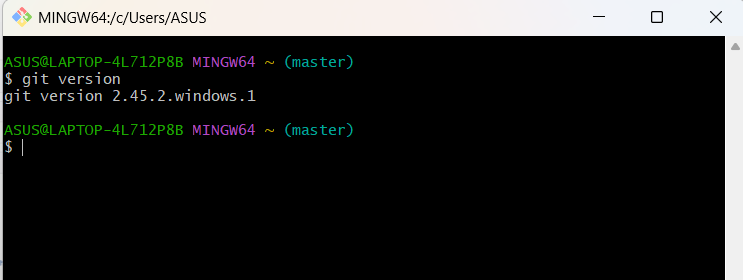 MINGW64:/c/Users/ASUS
ASUS@LAPTOP-4L712P8B MINGW64 ~ (master)
$ git version
git version 2.45.2.windows.1
ASUS@LAPTOP-4L712P8B MINGW64 ~ (master)
$